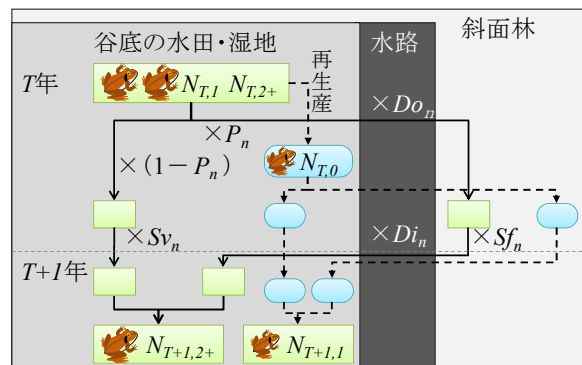 谷底の水田・湿地
水路
斜面林
T年
N_{T,1} N_{T,2+}
再生産
×Do_n
×P_n
×(1－P_n)
N_{T,0}
×Sv_n
×Di_n
×Sf_n
T+1年
N_{T+1,2+}
N_{T+1,1}